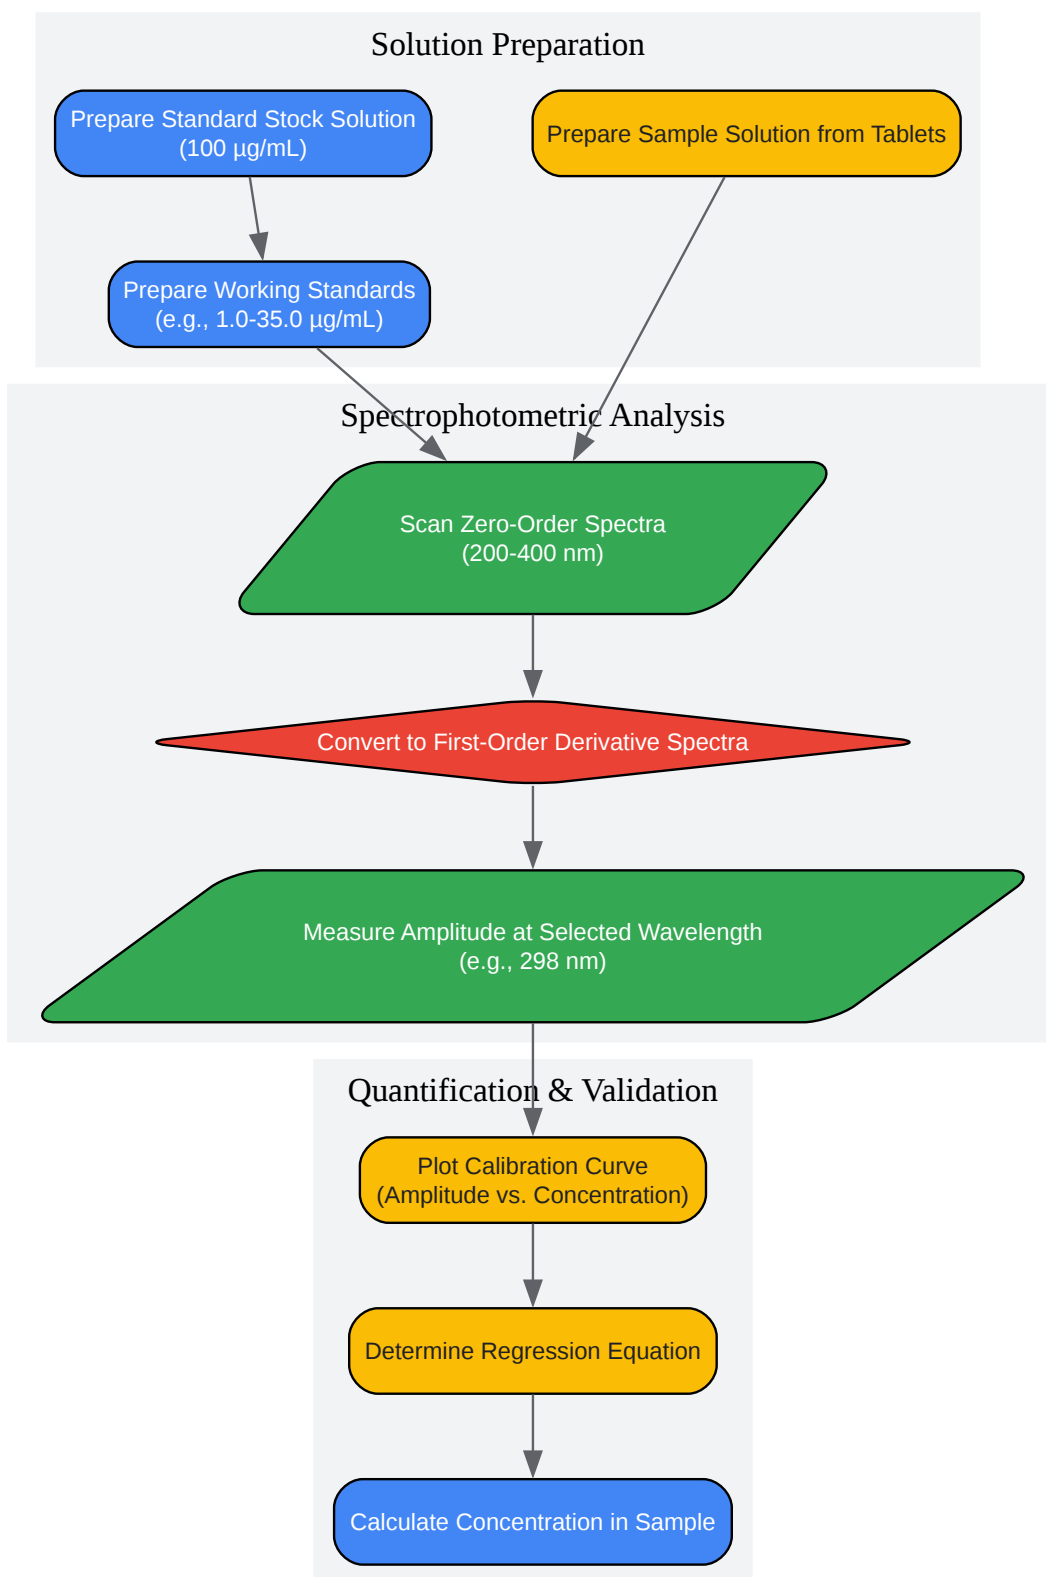 Solution Preparation
Prepare Standard Stock Solution
(100 µg/mL)
Prepare Sample Solution from Tablets
Prepare Working Standards
(e.g., 1.0-35.0 µg/mL)
Spectrophotometric Analysis
Scan Zero-Order Spectra
(200-400 nm)
Convert to First-Order Derivative Spectra
Measure Amplitude at Selected Wavelength
(e.g., 298 nm)
Quantification & Validation
Plot Calibration Curve
(Amplitude vs. Concentration)
Determine Regression Equation
Calculate Concentration in Sample